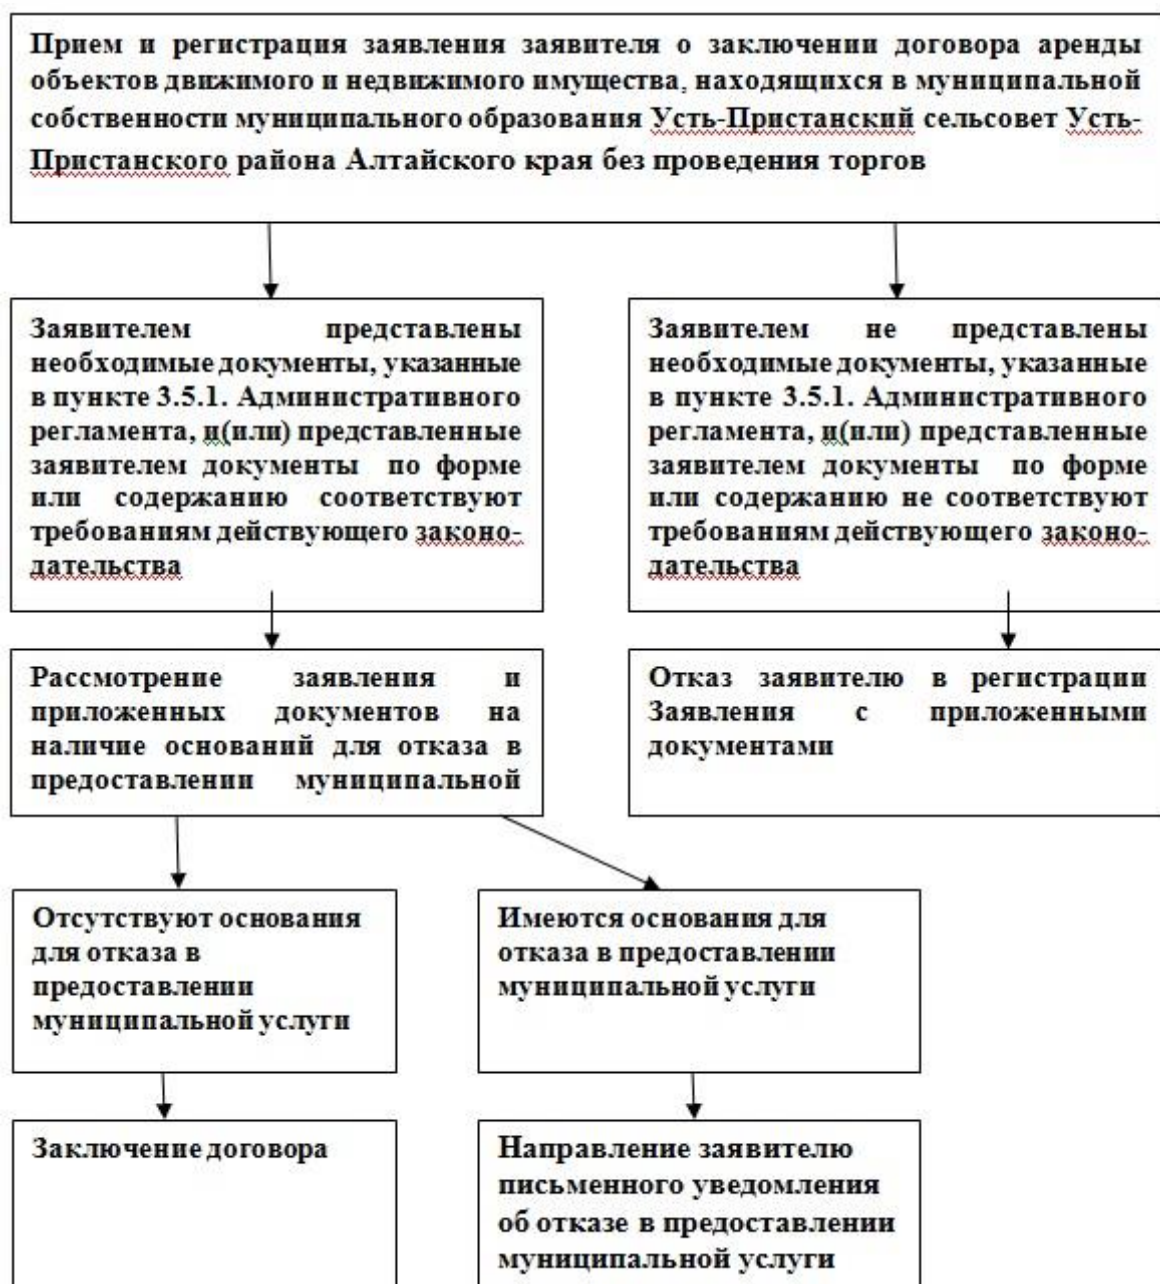 Прием и регистрация заявления заявителя о заключении договора аренды
объектов движимого и недвижимого имущества, находящихся в муниципальной
собственности муниципального образования Усть-Пристанский сельсовет Усть-
Пристанского района Алтайского края без проведения торгов
Заявителем представлены
необходимые документы, указанные
в пункте 3.5.1. Административного
регламента, и(или) представленные
заявителем документы по форме
или содержанию соответствуют
требованиям действующего законо-
дательства
Заявителем не представлены
необходимые документы, указанные
в пункте 3.5.1. Административного
регламента, и(или) представленные
заявителем документы по форме
или содержанию не соответствуют
требованиям действующего законо-
дательства
Рассмотрение заявления и
приложенных документов на
наличие оснований для отказа в
предоставлении муниципальной
Отказ заявителю в регистрации
Заявления с приложенными
документами
Отсутствуют основания
для отказа в
предоставлении
муниципальной услуги
Имеются основания для
отказа в предоставлении
муниципальной услуги
Заключение договора
Направление заявителю
письменного уведомления
об отказе в предоставлении
муниципальной услуги